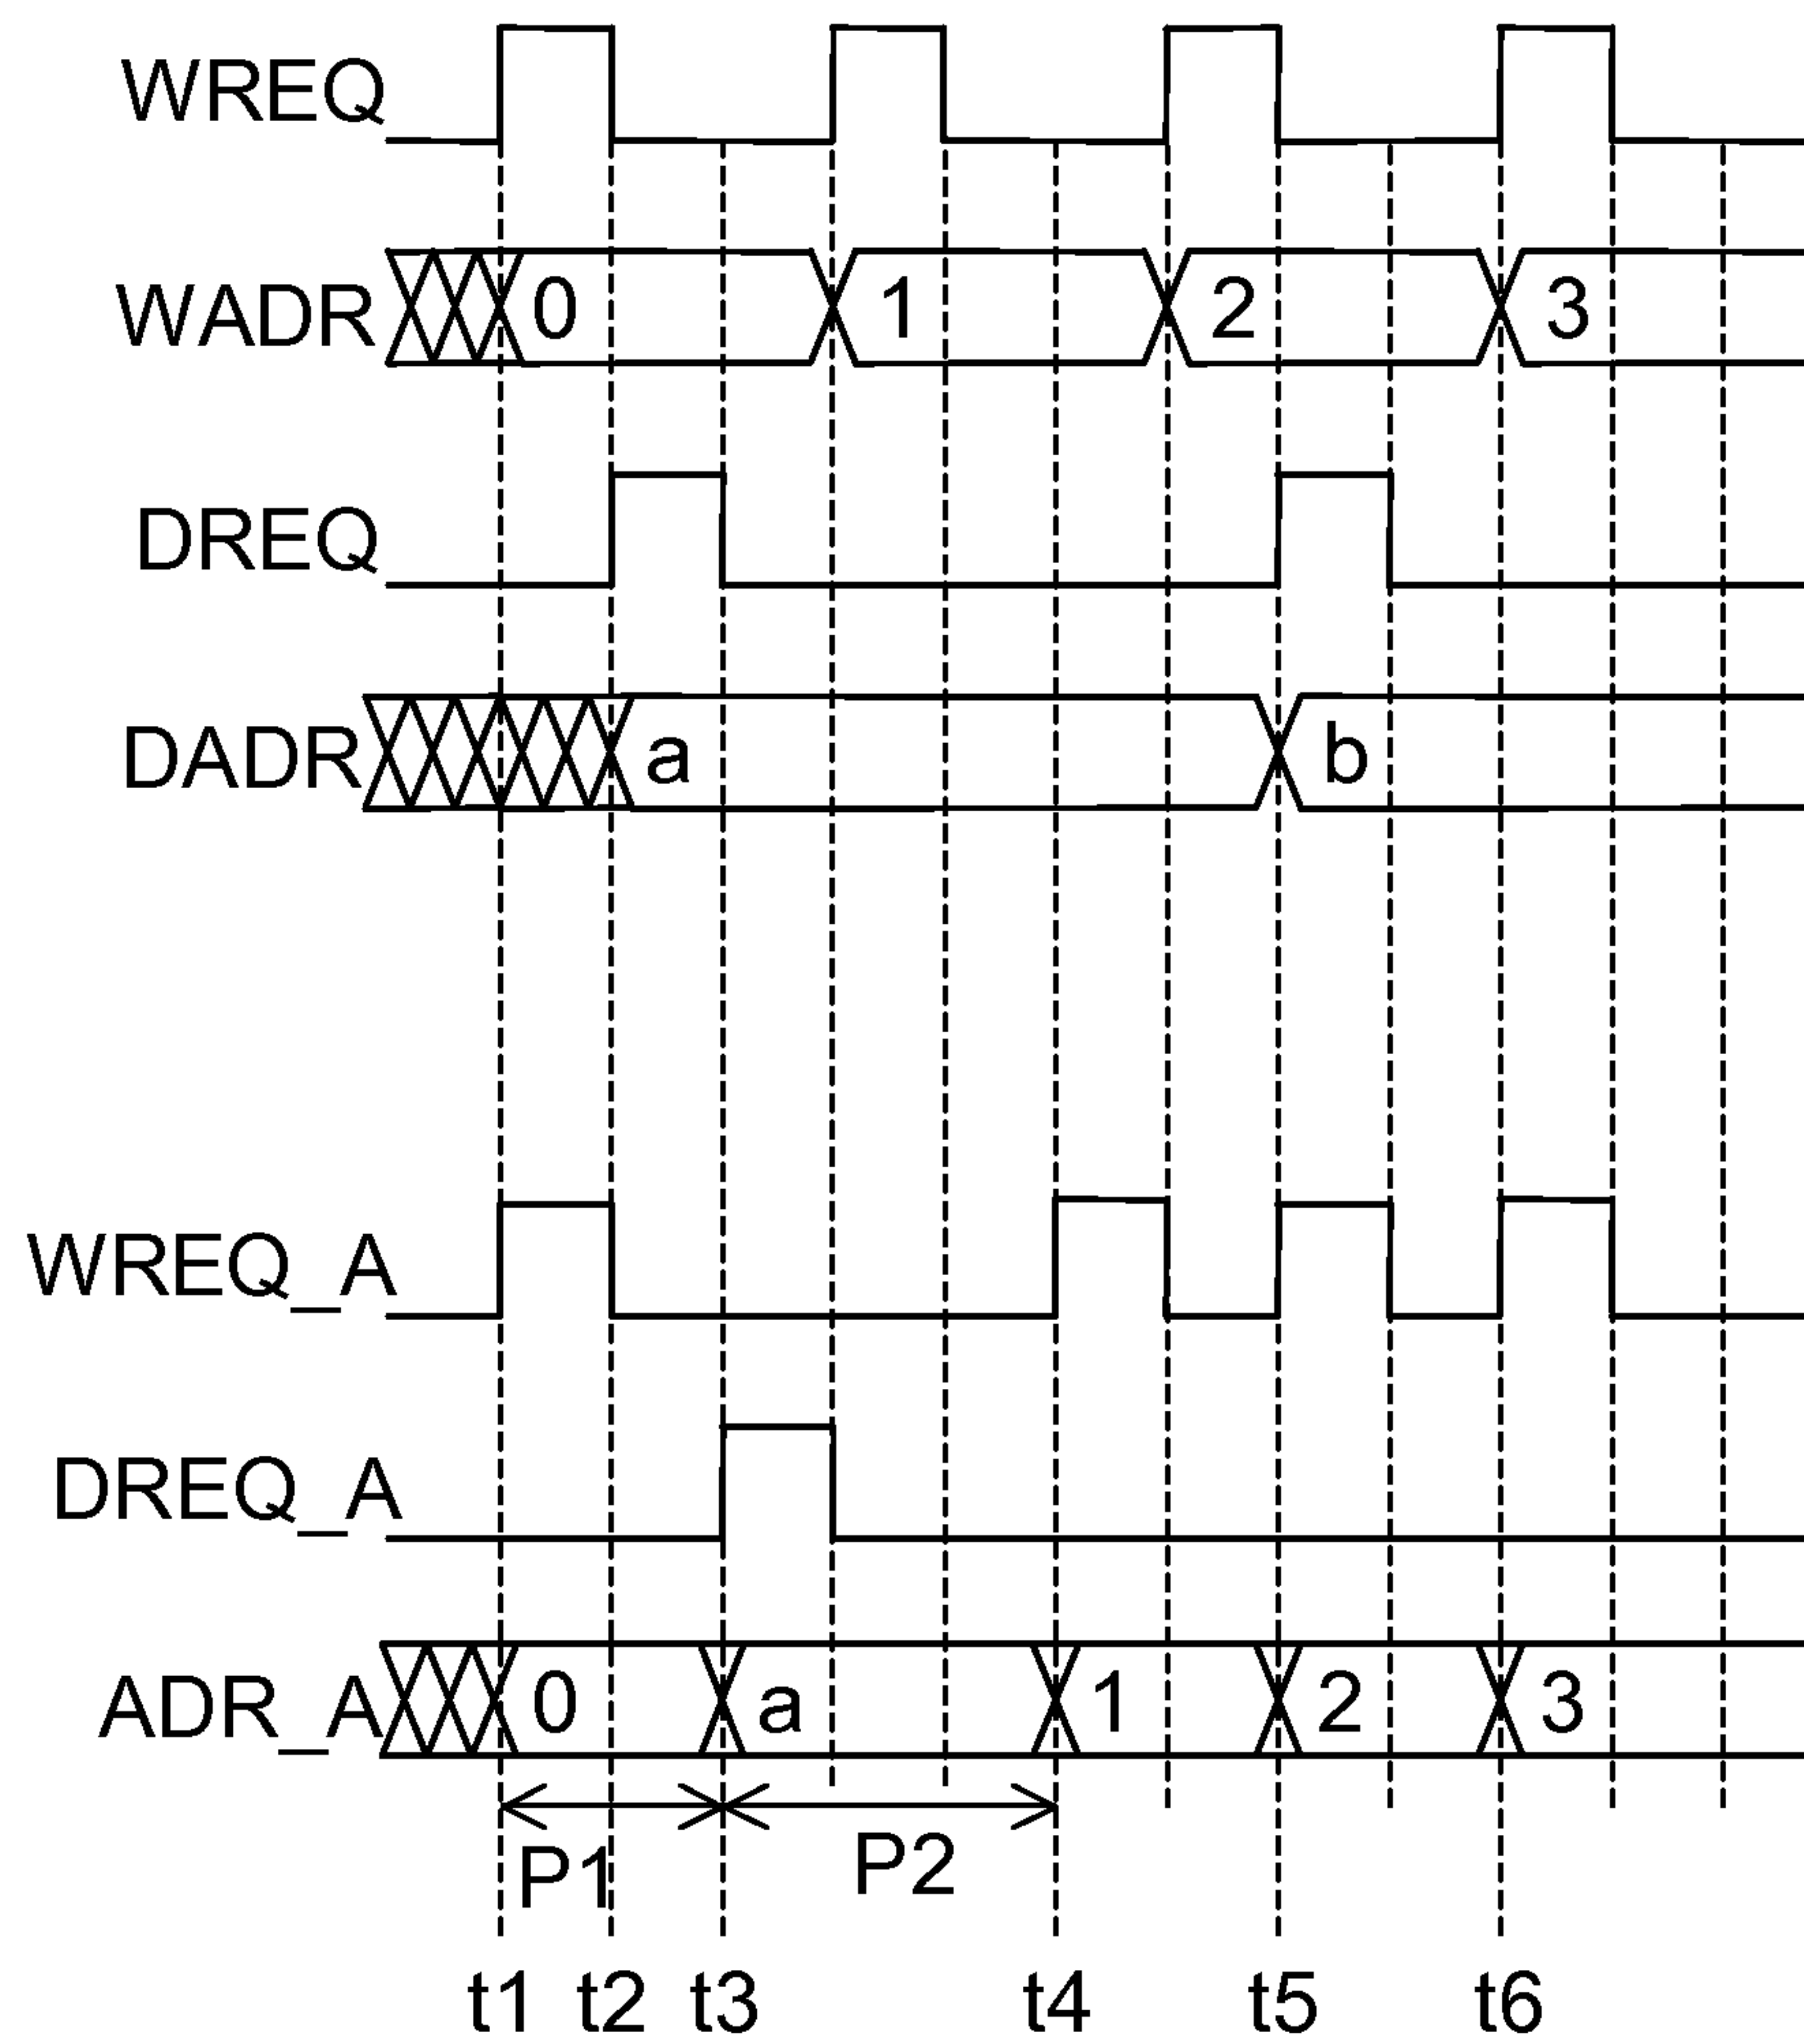 WREQ
WADR 0 1 2 3
DREQ
DADR a b
WREQ_A
DREQ_A
ADR_A 0 a 1 2 3
P1 P2
t1 t2 t3 t4 t5 t6